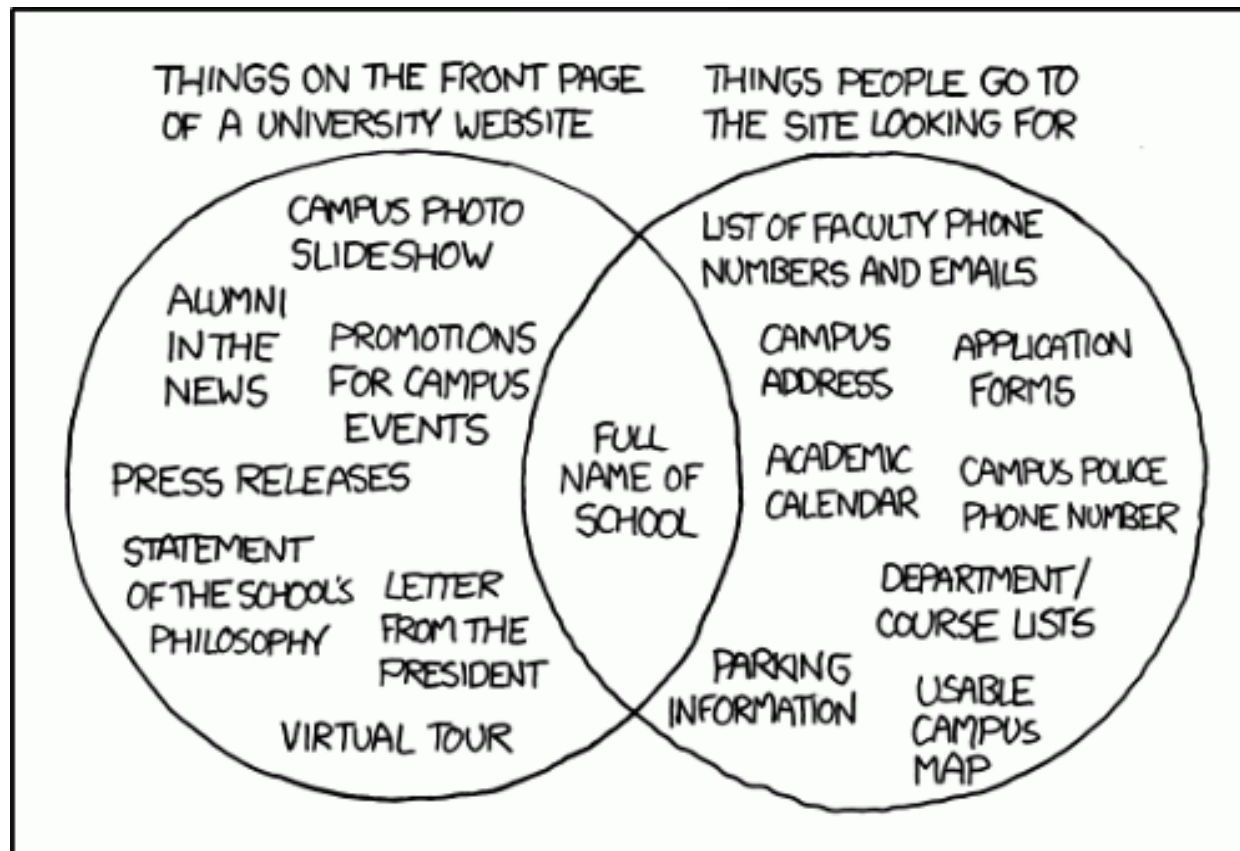 THINGS ON THE FRONT PAGE
OF A UNIVERSITY WEBSITE
THINGS PEOPLE GO TO
THE SITE LOOKING FOR
CAMPUS PHOTO
SLIDESHOW
ALUMNI
IN THE
NEWS
PROMOTIONS
FOR CAMPUS
EVENTS
PRESS RELEASES
STATEMENT
OF THE SCHOOL'S
PHILOSOPHY
LETTER
FROM THE
PRESIDENT
VIRTUAL TOUR
FULL
NAME OF
SCHOOL
LIST OF FACULTY PHONE
NUMBERS AND EMAILS
CAMPUS
ADDRESS
APPLICATION
FORMS
ACADEMIC
CALENDAR
CAMPUS POLICE
PHONE NUMBER
DEPARTMENT/
COURSE LISTS
PARKING
INFORMATION
USABLE
CAMPUS
MAP